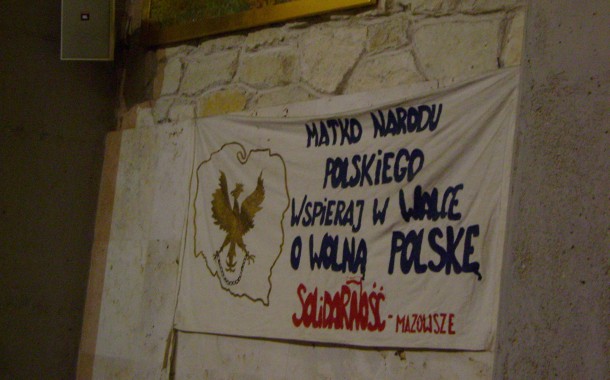 MATKO NARODU
POLSKIEGO
WSPIERAJ W WALCE
O WOLNĄ POLSKĘ
SOLIDARNOŚĆ - MAZOWSZE